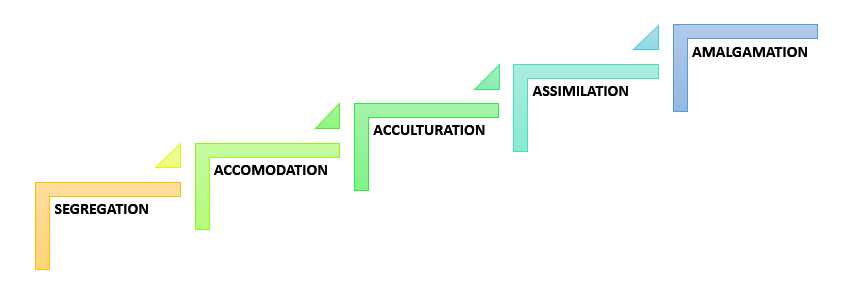 SEGREGATION
ACCOMODATION
ACCULTURATION
ASSIMILATION
AMALGAMATION